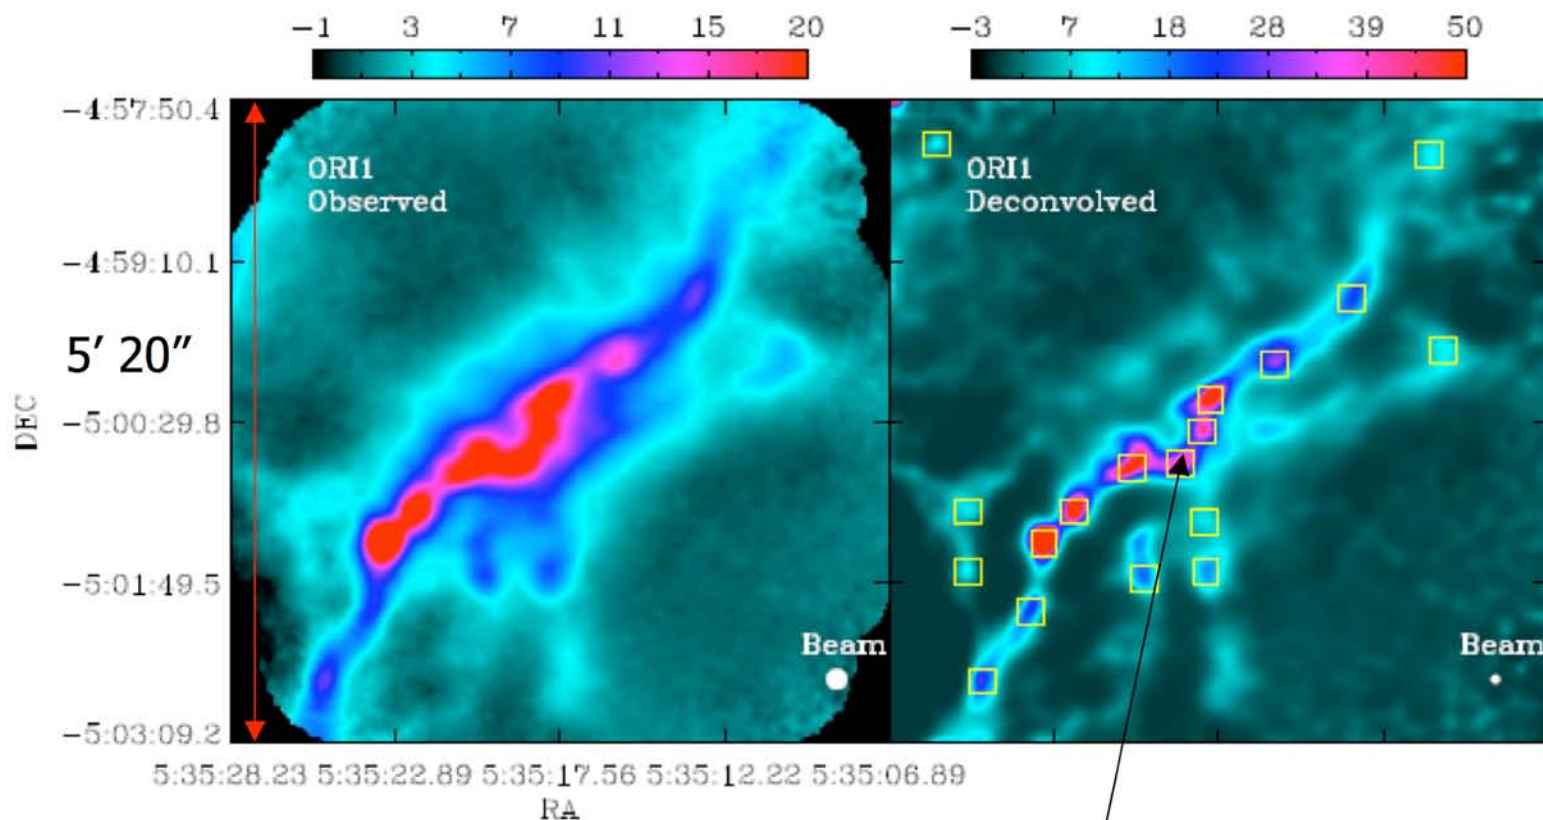 −1 3 7 11 15 20
−3 7 18 28 39 50
−4:57:50.4
ORI1
Observed
ORI1
Deconvolved
−4:59:10.1
5′ 20″
DEC
−5:00:29.8
−5:01:49.5
Beam
Beam
−5:03:09.2
5:35:28.23 5:35:22.89 5:35:17.56 5:35:12.22 5:35:06.89
RA